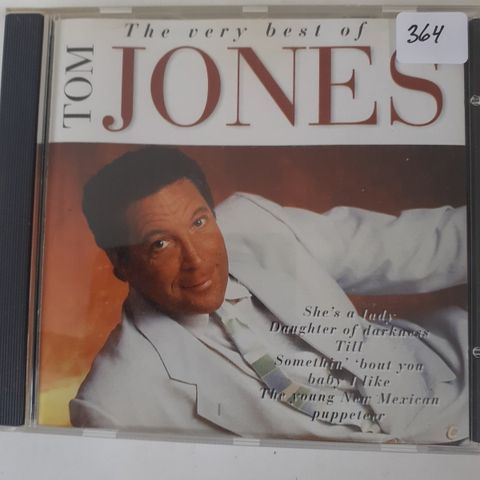 The very best of
TOM
JONES
364
She's a lady
Daughter of darkness
Till
Somethin' 'bout you
baby I like
The young New Mexican
puppeteer